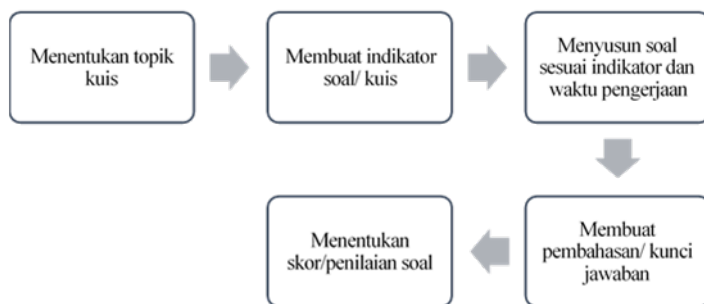 Menentukan topik
kuis
Membuat indikator
soal/ kuis
Menyusun soal
sesuai indikator dan
waktu pengerjaan
Membuat
pembahasan/ kunci
jawaban
Menentukan
skor/penilaian soal